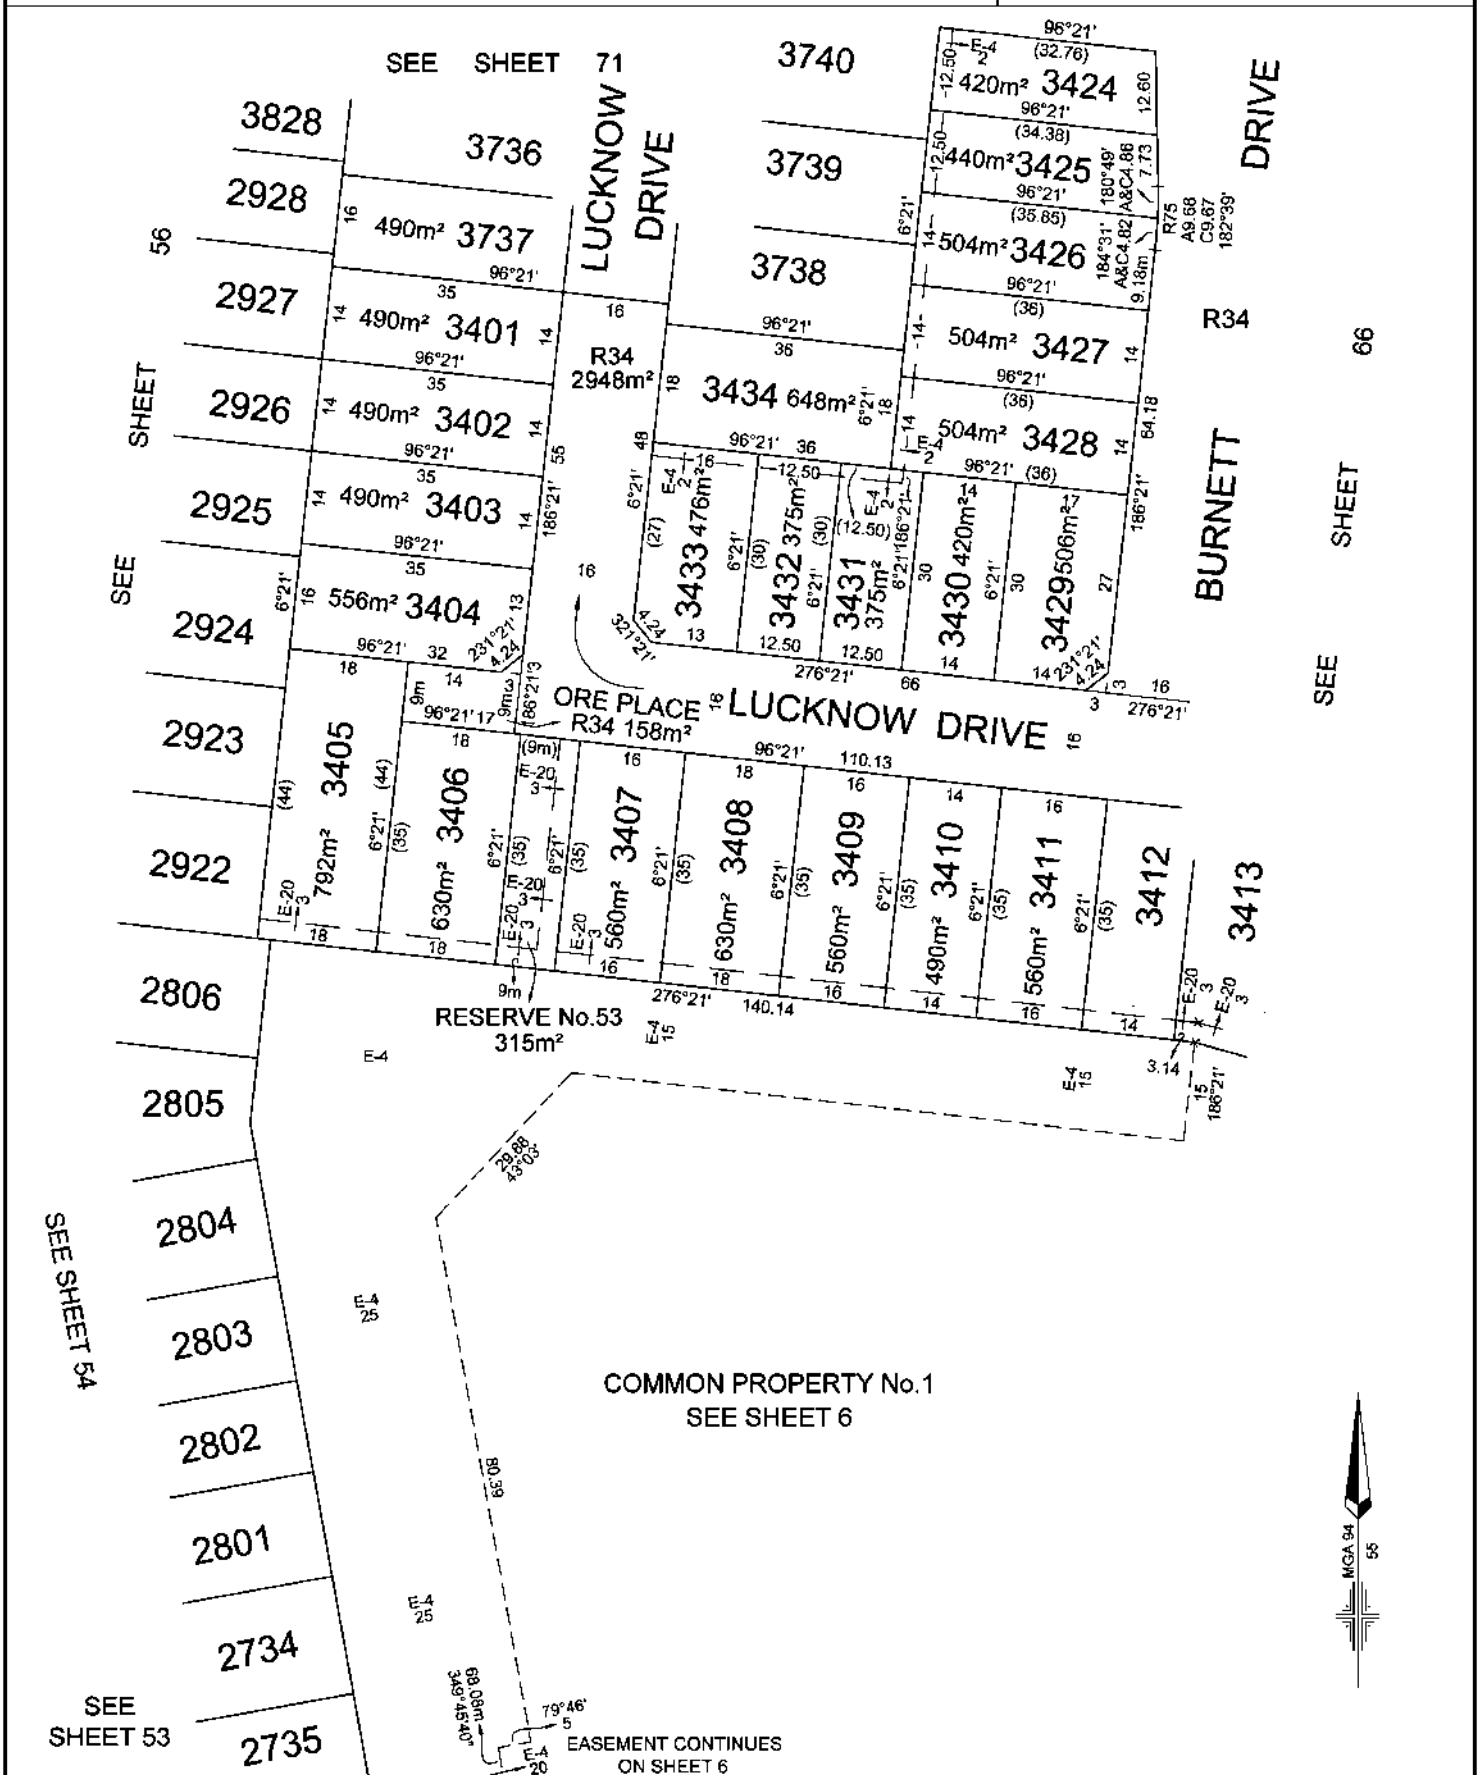 SEE SHEET 71
3740
96°21'
(32.76)
E-4
2
12.50
420m² 3424
12.60
96°21'
(34.38)
12.50
440m² 3425
180°49'
A&C4.86
7.73
96°21'
(35.85)
14
504m² 3426
184°31'
A&C4.82
9.18m
R75
A9.68
C9.67
182°39'
96°21'
(36)
14
504m² 3427
14
96°21'
(36)
14
504m² 3428
14
E-4
2
96°21' (36)
64.18
186°21'
BURNETT DRIVE
R34
SEE SHEET 66
3828
3736
LUCKNOW DRIVE
3739
6°21'
2928
16
490m² 3737
96°21'
35
3738
SEE SHEET 56
2927
14
490m² 3401
14
96°21'
35
16
R34
2948m²
96°21'
36
18
3434 648m²
6°21'
18
2926
14
490m² 3402
14
96°21'
35
55
48
96°21' 36
2925
14
490m² 3403
14
186°21'
96°21'
35
6°21'
(27)
E-4
2
16
3433 476m²
6°21'
(30)
12.50
3432 375m²
6°21'
(30)
(12.50)
E-4
2
3431
375m²
6°21'
186°21'
30
14
3430 420m²
6°21'
30
17
3429 506m²
27
2924
6°21'
16
556m² 3404
13
231°21'
4.24
16
4.24
321°21'
13
12.50
12.50
14
14
231°21'
4.24
96°21' 32
18
14
9m
9m
3
186°21'
3
276°21'
66
3
3
16
276°21'
ORE PLACE
R34 158m²
16
LUCKNOW DRIVE
16
96°21' 17
18
(9m)
96°21' 110.13
2923
(44)
3405
792m²
(44)
6°21'
(35)
3406
630m²
6°21'
(35)
E-20
3
6°21'
(35)
16
3407
560m²
6°21'
(35)
18
3408
630m²
6°21'
(35)
16
3409
560m²
6°21'
(35)
14
3410
490m²
6°21'
(35)
16
3411
560m²
6°21'
(35)
3412
3413
2922
E-20
3
E-20
3
E-20
3
E-20
3
E-20
3
E-20
3
18
18
9m
16
18
16
14
16
14
2
3.14
276°21' 140.14
RESERVE No.53
315m²
2806
E-4
E-4
15
E-4
15
15
186°21'
2805
29.88
43°03'
2804
SEE SHEET 54
E-4
25
2803
COMMON PROPERTY No.1
SEE SHEET 6
2802
80.39
2801
MGA 94
55
E-4
25
2734
68.08m
349°45'40"
79°46'
5
SEE
SHEET 53
2735
E-4
20
EASEMENT CONTINUES
ON SHEET 6